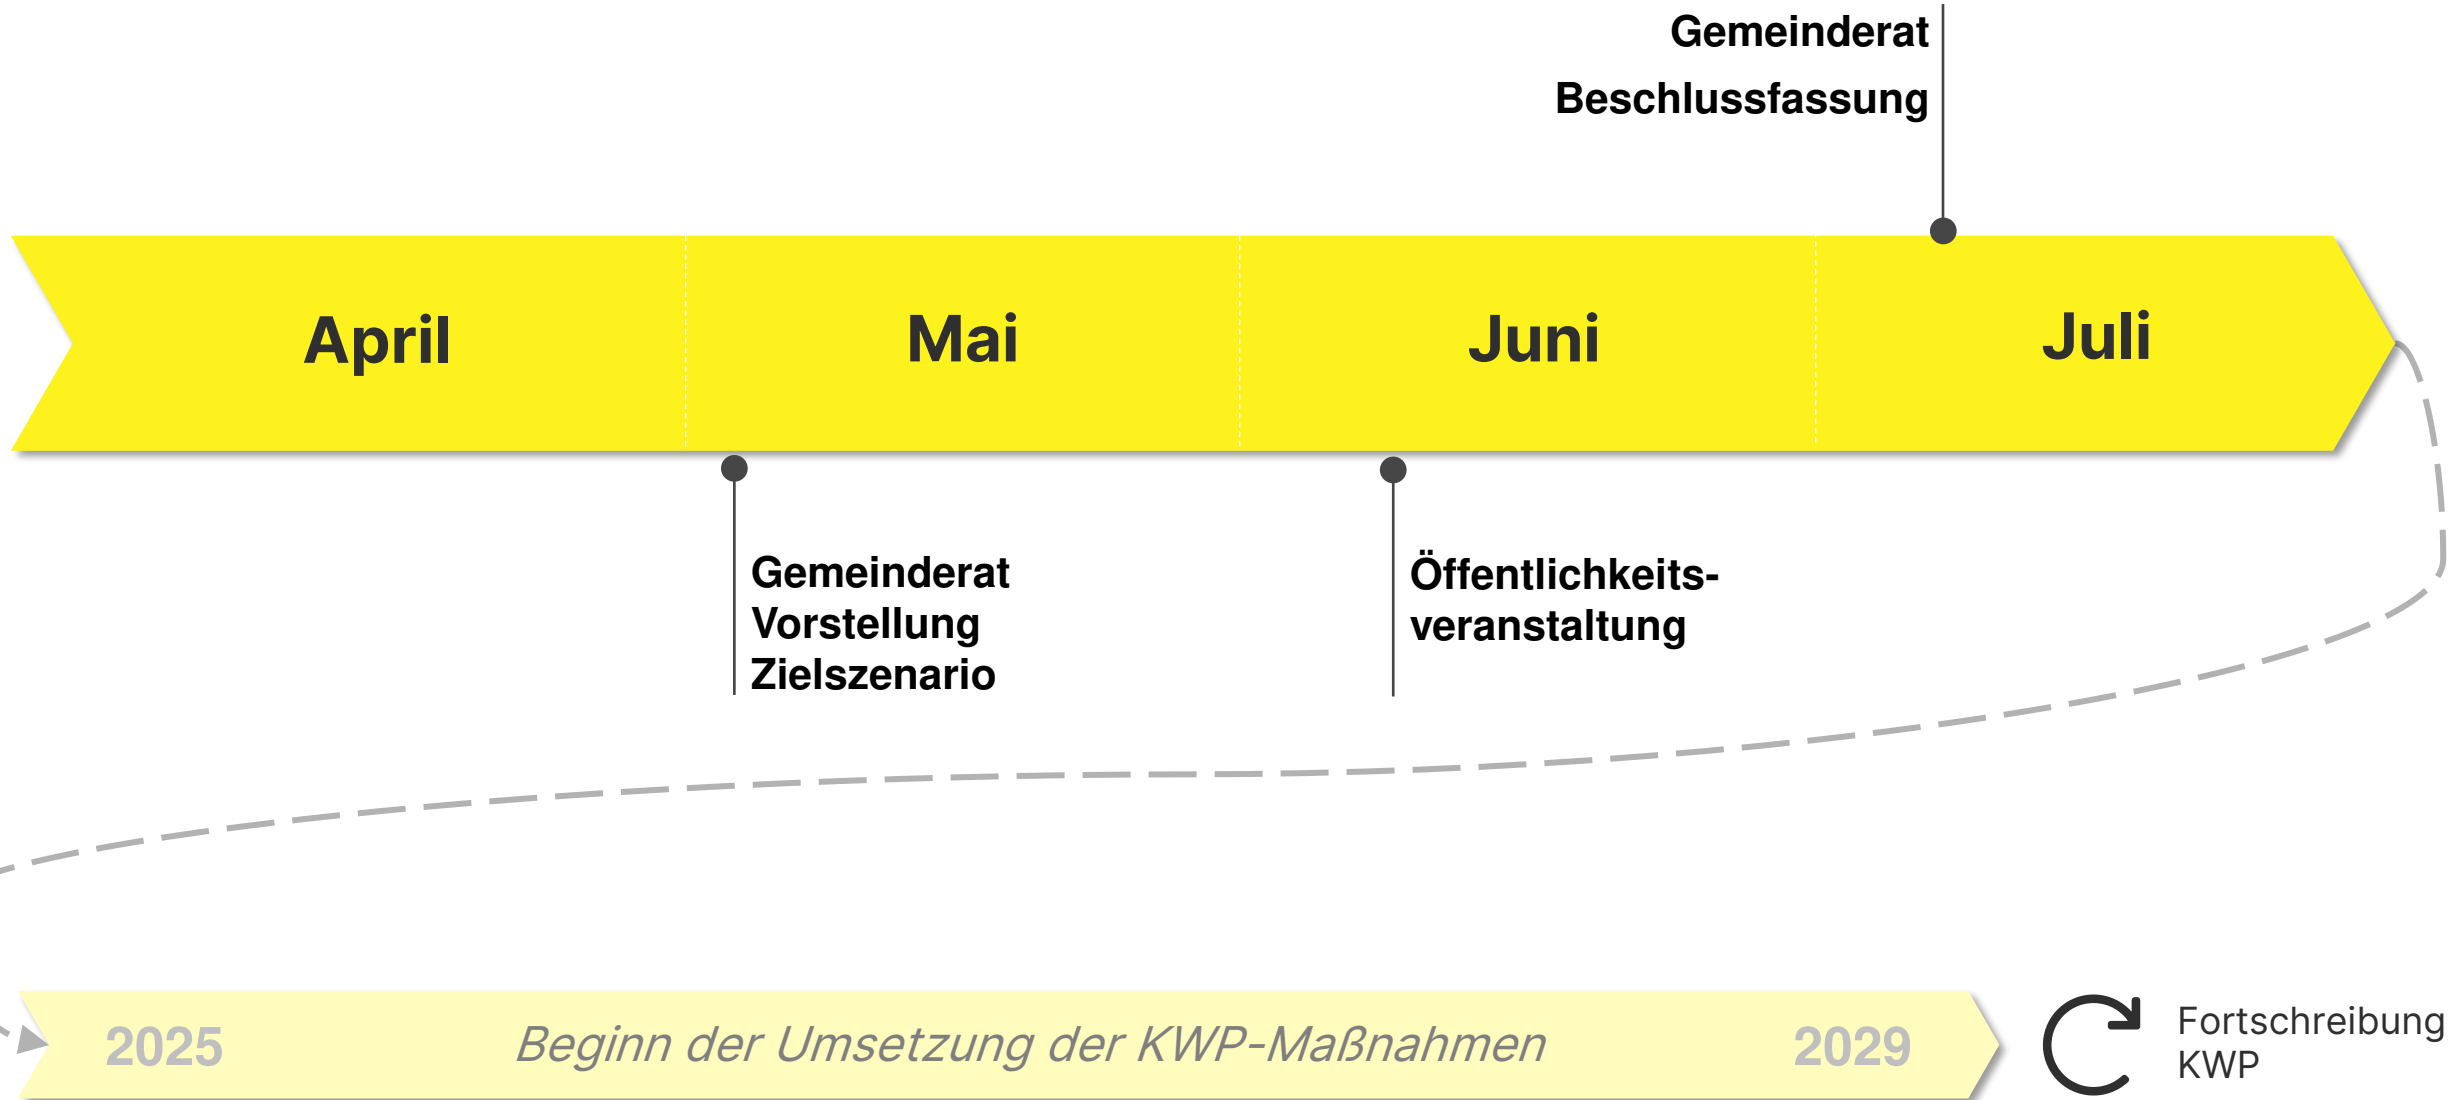 Gemeinderat
Beschlussfassung
April
Mai
Juni
Juli
Gemeinderat
Vorstellung
Zielszenario
Öffentlichkeits-
veranstaltung
2025
Beginn der Umsetzung der KWP-Maßnahmen
2029
Fortschreibung
KWP